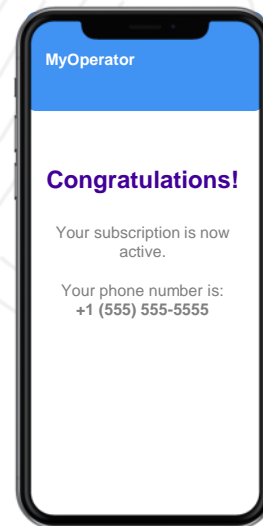 MyOperator
Congratulations!
Your subscription is now
active.
Your phone number is:
+1 (555) 555-5555